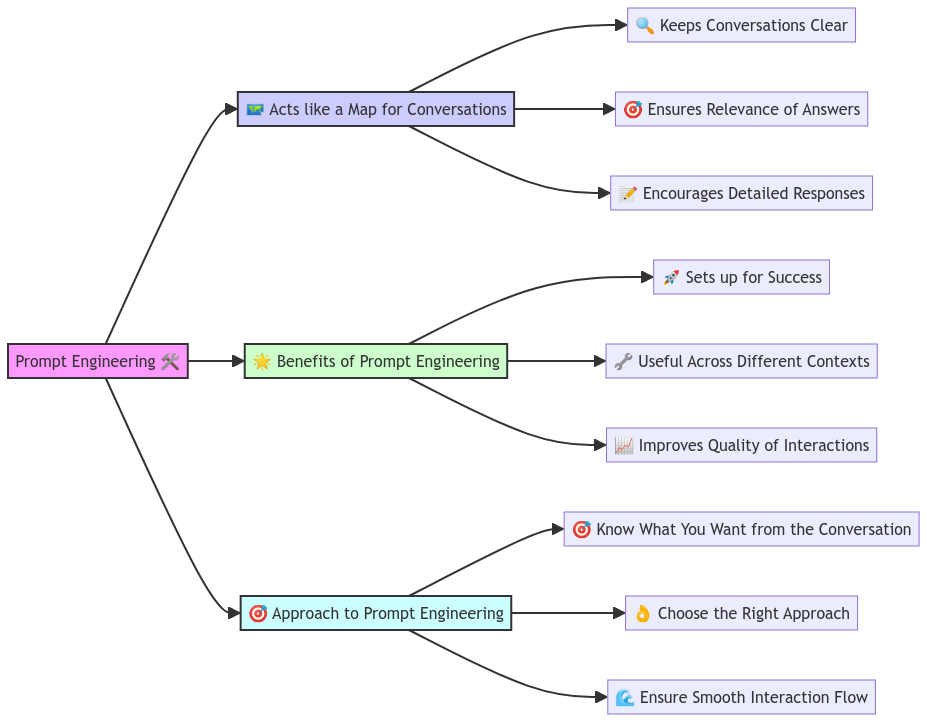 Prompt Engineering 🛠️
🗺️ Acts like a Map for Conversations
🔍 Keeps Conversations Clear
🎯 Ensures Relevance of Answers
📝 Encourages Detailed Responses
🌟 Benefits of Prompt Engineering
🚀 Sets up for Success
🔧 Useful Across Different Contexts
📈 Improves Quality of Interactions
🎯 Approach to Prompt Engineering
🎯 Know What You Want from the Conversation
👌 Choose the Right Approach
🌊 Ensure Smooth Interaction Flow